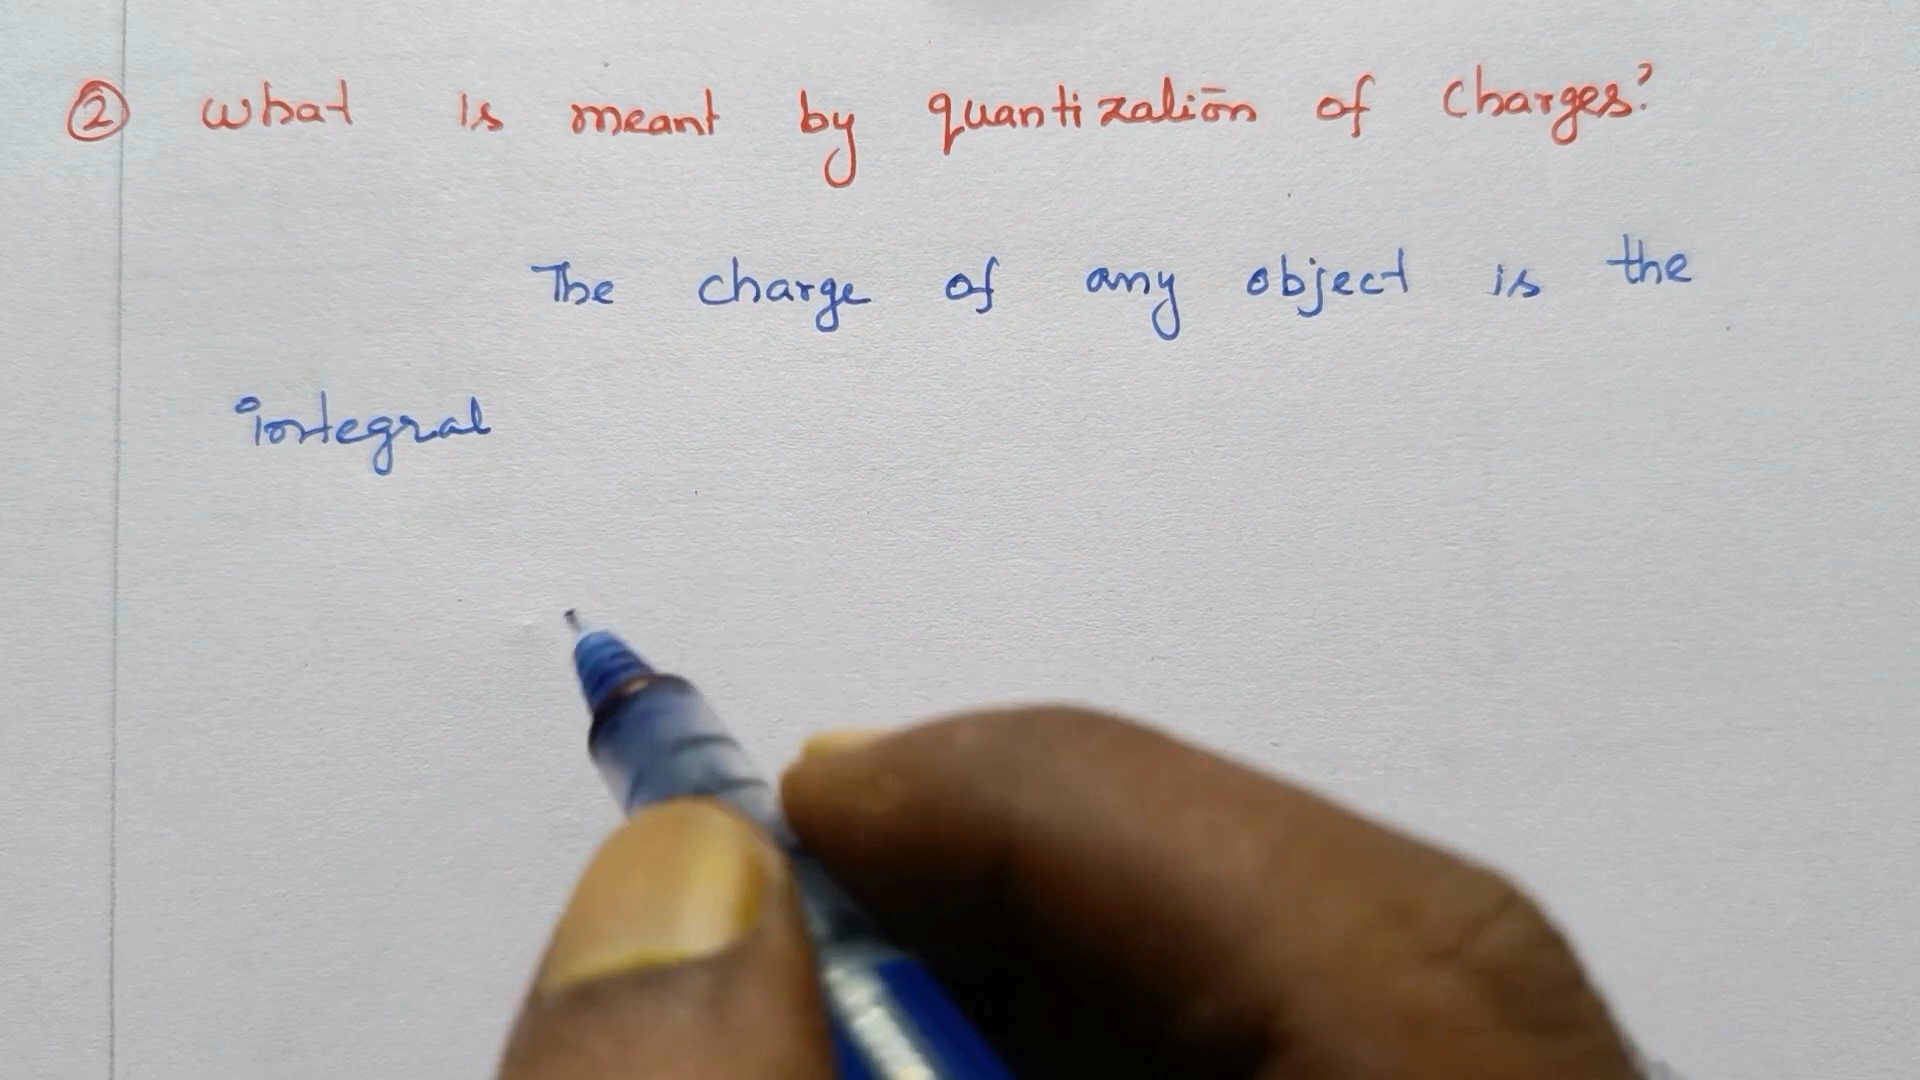 ② What is meant by quantization of charges?
The charge of any object is the
integral